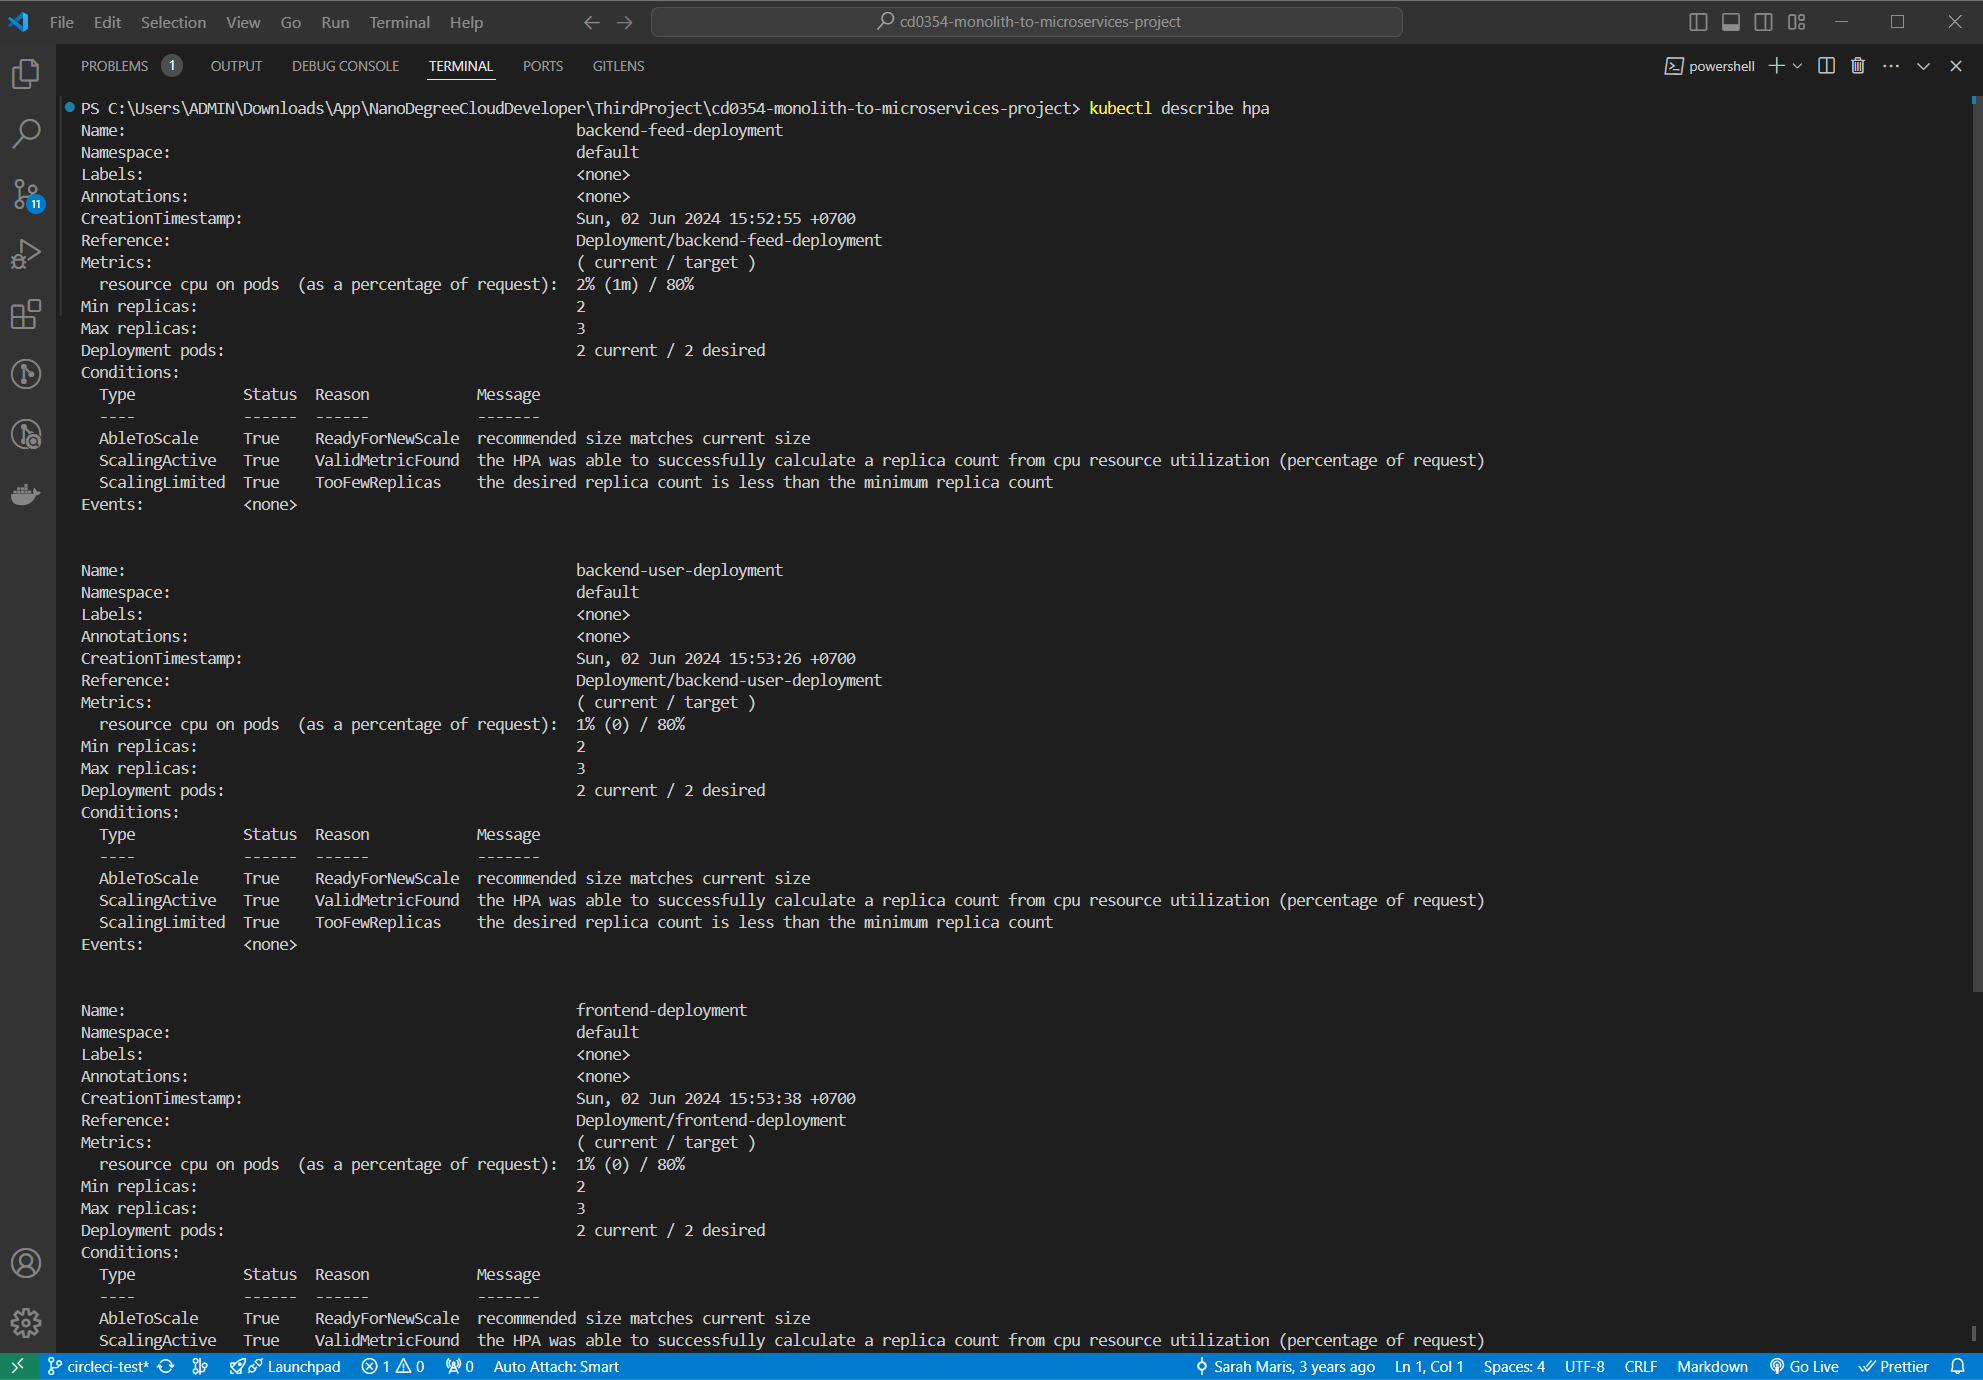 File Edit Selection View Go Run Terminal Help cd0354-monolith-to-microservices-project
PROBLEMS 1 OUTPUT DEBUG CONSOLE TERMINAL PORTS GITLENS powershell
11
PS C:\Users\ADMIN\Downloads\App\NanoDegreeCloudDeveloper\ThirdProject\cd0354-monolith-to-microservices-project> kubectl describe hpa
Name: backend-feed-deployment
Namespace: default
Labels: <none>
Annotations: <none>
CreationTimestamp: Sun, 02 Jun 2024 15:52:55 +0700
Reference: Deployment/backend-feed-deployment
Metrics: ( current / target )
resource cpu on pods (as a percentage of request): 2% (1m) / 80%
Min replicas: 2
Max replicas: 3
Deployment pods: 2 current / 2 desired
Conditions:
Type Status Reason Message
---- ------ ------ -------
AbleToScale True ReadyForNewScale recommended size matches current size
ScalingActive True ValidMetricFound the HPA was able to successfully calculate a replica count from cpu resource utilization (percentage of request)
ScalingLimited True TooFewReplicas the desired replica count is less than the minimum replica count
Events: <none>
Name: backend-user-deployment
Namespace: default
Labels: <none>
Annotations: <none>
CreationTimestamp: Sun, 02 Jun 2024 15:53:26 +0700
Reference: Deployment/backend-user-deployment
Metrics: ( current / target )
resource cpu on pods (as a percentage of request): 1% (0) / 80%
Min replicas: 2
Max replicas: 3
Deployment pods: 2 current / 2 desired
Conditions:
Type Status Reason Message
---- ------ ------ -------
AbleToScale True ReadyForNewScale recommended size matches current size
ScalingActive True ValidMetricFound the HPA was able to successfully calculate a replica count from cpu resource utilization (percentage of request)
ScalingLimited True TooFewReplicas the desired replica count is less than the minimum replica count
Events: <none>
Name: frontend-deployment
Namespace: default
Labels: <none>
Annotations: <none>
CreationTimestamp: Sun, 02 Jun 2024 15:53:38 +0700
Reference: Deployment/frontend-deployment
Metrics: ( current / target )
resource cpu on pods (as a percentage of request): 1% (0) / 80%
Min replicas: 2
Max replicas: 3
Deployment pods: 2 current / 2 desired
Conditions:
Type Status Reason Message
---- ------ ------ -------
AbleToScale True ReadyForNewScale recommended size matches current size
ScalingActive True ValidMetricFound the HPA was able to successfully calculate a replica count from cpu resource utilization (percentage of request)
circleci-test* Launchpad 1 0 0 Auto Attach: Smart Sarah Maris, 3 years ago Ln 1, Col 1 Spaces: 4 UTF-8 CRLF Markdown Go Live Prettier